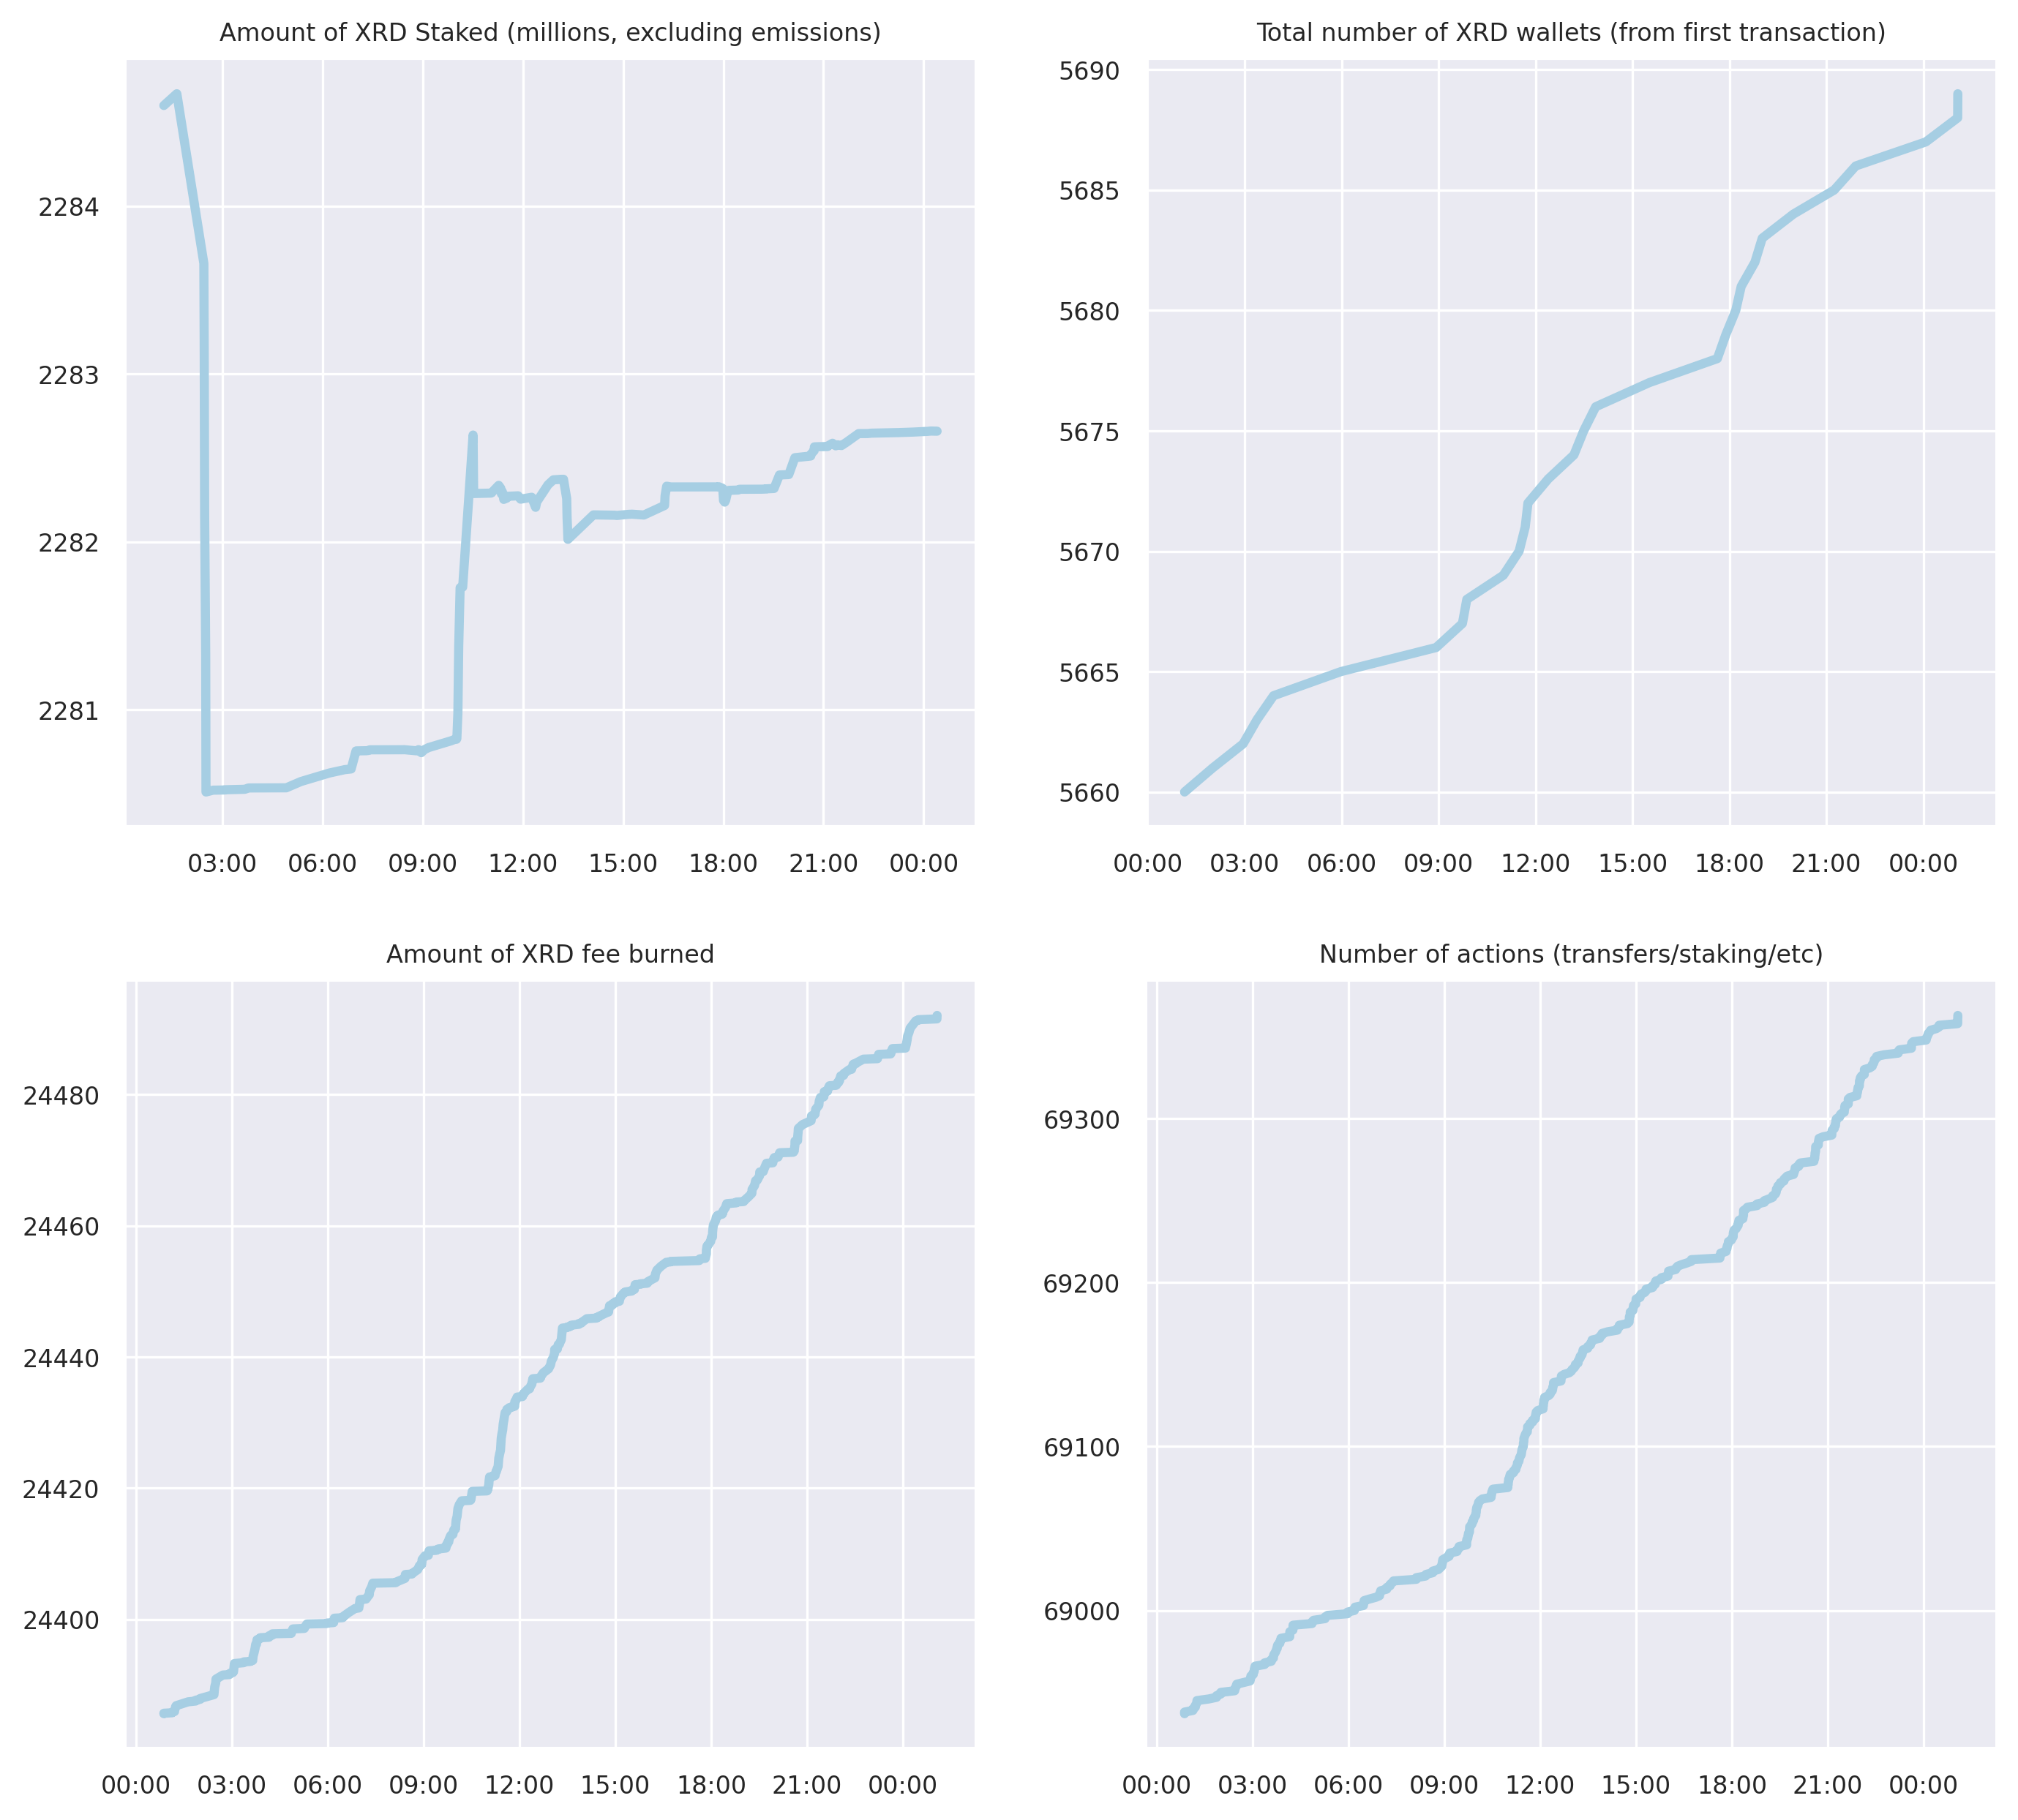 Amount of XRD Staked (millions, excluding emissions)
2284
2283
2282
2281
03:00 06:00 09:00 12:00 15:00 18:00 21:00 00:00
Total number of XRD wallets (from first transaction)
5690
5685
5680
5675
5670
5665
5660
00:00 03:00 06:00 09:00 12:00 15:00 18:00 21:00 00:00
Amount of XRD fee burned
24480
24460
24440
24420
24400
00:00 03:00 06:00 09:00 12:00 15:00 18:00 21:00 00:00
Number of actions (transfers/staking/etc)
69300
69200
69100
69000
00:00 03:00 06:00 09:00 12:00 15:00 18:00 21:00 00:00